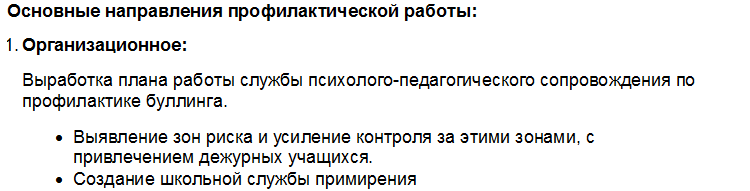 Основные направления профилактической работы:
1. Организационное:
Выработка плана работы службы психолого-педагогического сопровождения по
профилактике буллинга.
• Выявление зон риска и усиление контроля за этими зонами, с
привлечением дежурных учащихся.
• Создание школьной службы примирения